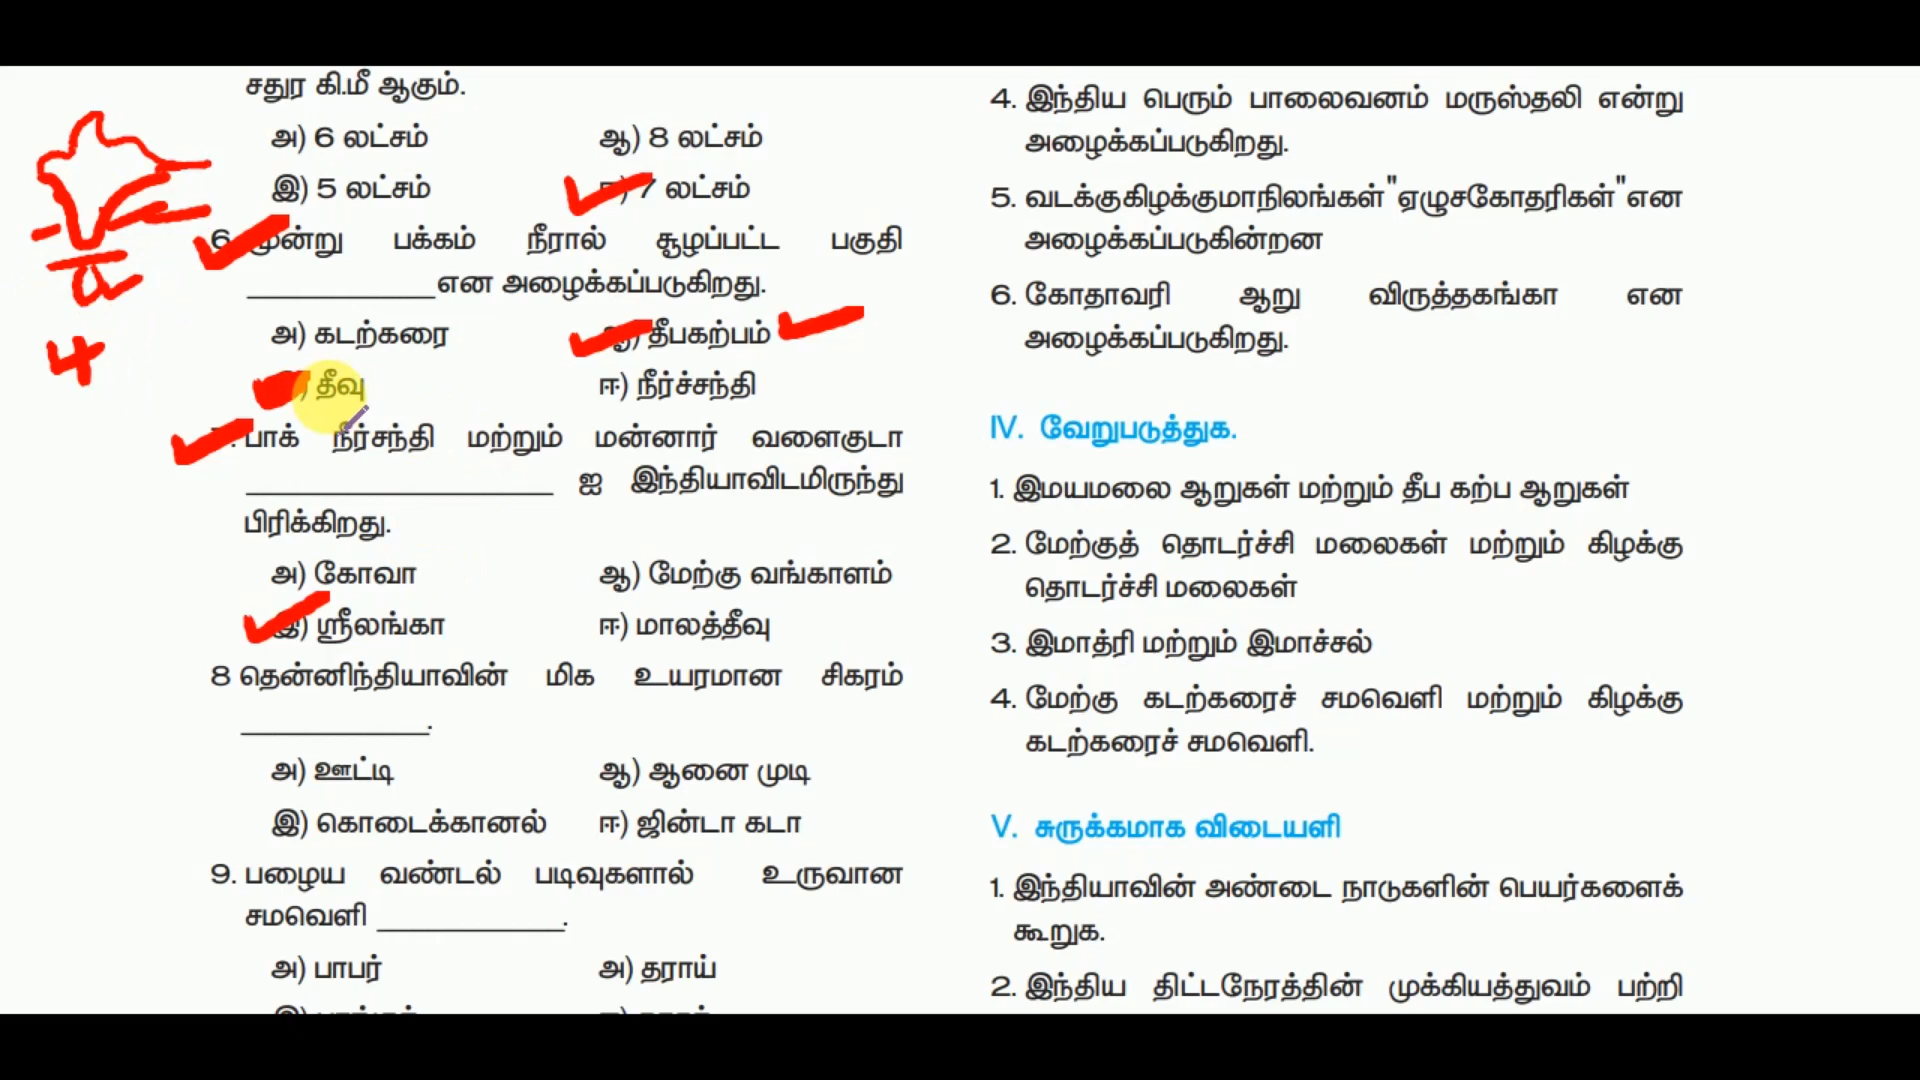 சதுர கி.மீ ஆகும்.
அ) 6 லட்சம் ஆ) 8 லட்சம்
இ) 5 லட்சம் 7 லட்சம்
6 மூன்று பக்கம் நீரால் சூழப்பட்ட பகுதி
____________என அழைக்கப்படுகிறது.
அ) கடற்கரை ஆ) தீபகற்பம்
) தீவு ஈ) நீர்ச்சந்தி
7. பாக் நீர்சந்தி மற்றும் மன்னார் வளைகுடா
____________________ ஐ இந்தியாவிடமிருந்து
பிரிக்கிறது.
அ) கோவா ஆ) மேற்கு வங்காளம்
இ) ஸ்ரீலங்கா ஈ) மாலத்தீவு
8 தென்னிந்தியாவின் மிக உயரமான சிகரம்
____________.
அ) ஊட்டி ஆ) ஆனை முடி
இ) கொடைக்கானல் ஈ) ஜின்டா கடா
9. பழைய வண்டல் படிவுகளால் உருவான
சமவெளி ____________.
அ) பாபர் அ) தராய்
4
4. இந்திய பெரும் பாலைவனம் மருஸ்தலி என்று
அழைக்கப்படுகிறது.
5. வடக்குகிழக்குமாநிலங்கள்"ஏழுசகோதரிகள்"என
அழைக்கப்படுகின்றன
6. கோதாவரி ஆறு விருத்தகங்கா என
அழைக்கப்படுகிறது.
IV. வேறுபடுத்துக.
1. இமயமலை ஆறுகள் மற்றும் தீப கற்ப ஆறுகள்
2. மேற்குத் தொடர்ச்சி மலைகள் மற்றும் கிழக்கு
தொடர்ச்சி மலைகள்
3. இமாத்ரி மற்றும் இமாச்சல்
4. மேற்கு கடற்கரைச் சமவெளி மற்றும் கிழக்கு
கடற்கரைச் சமவெளி.
V. சுருக்கமாக விடையளி
1. இந்தியாவின் அண்டை நாடுகளின் பெயர்களைக்
கூறுக.
2. இந்திய திட்டநேரத்தின் முக்கியத்துவம் பற்றி